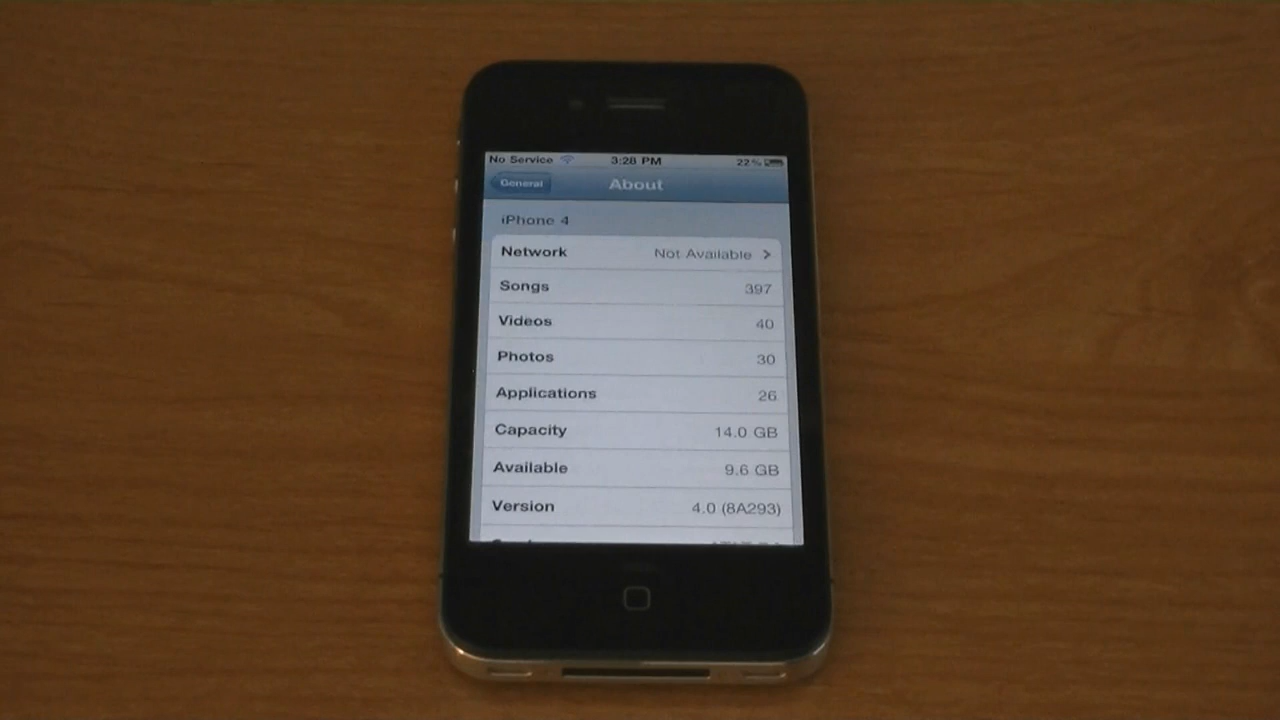 No Service 3:28 PM 22%
General About
iPhone 4
Network Not Available
Songs 397
Videos 40
Photos 30
Applications 26
Capacity 14.0 GB
Available 9.6 GB
Version 4.0 (8A293)